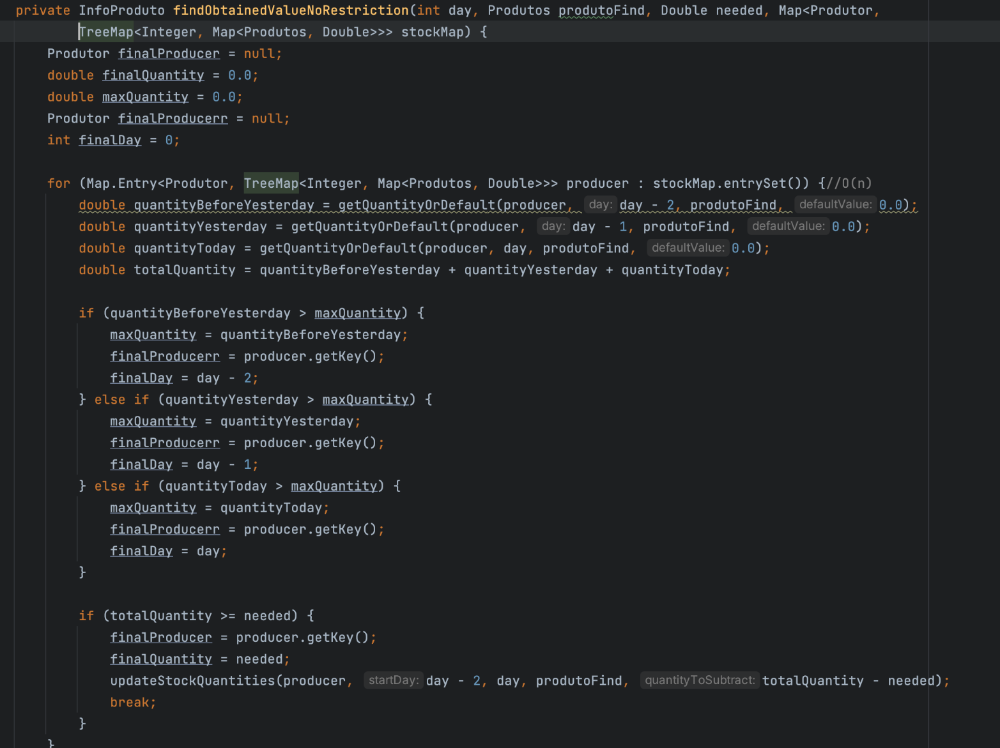 private InfoProduto findObtainedValueNoRestriction(int day, Produtos produtoFind, Double needed, Map<Produtor,
TreeMap<Integer, Map<Produtos, Double>>> stockMap) {
Produtor finalProducer = null;
double finalQuantity = 0.0;
double maxQuantity = 0.0;
Produtor finalProducerr = null;
int finalDay = 0;
for (Map.Entry<Produtor, TreeMap<Integer, Map<Produtos, Double>>> producer : stockMap.entrySet()) {//O(n)
double quantityBeforeYesterday = getQuantityOrDefault(producer, day: day - 2, produtoFind, defaultValue: 0.0);
double quantityYesterday = getQuantityOrDefault(producer, day: day - 1, produtoFind, defaultValue: 0.0);
double quantityToday = getQuantityOrDefault(producer, day, produtoFind, defaultValue: 0.0);
double totalQuantity = quantityBeforeYesterday + quantityYesterday + quantityToday;
if (quantityBeforeYesterday > maxQuantity) {
maxQuantity = quantityBeforeYesterday;
finalProducerr = producer.getKey();
finalDay = day - 2;
} else if (quantityYesterday > maxQuantity) {
maxQuantity = quantityYesterday;
finalProducerr = producer.getKey();
finalDay = day - 1;
} else if (quantityToday > maxQuantity) {
maxQuantity = quantityToday;
finalProducerr = producer.getKey();
finalDay = day;
}
if (totalQuantity >= needed) {
finalProducer = producer.getKey();
finalQuantity = needed;
updateStockQuantities(producer, startDay: day - 2, day, produtoFind, quantityToSubtract: totalQuantity - needed);
break;
}
}